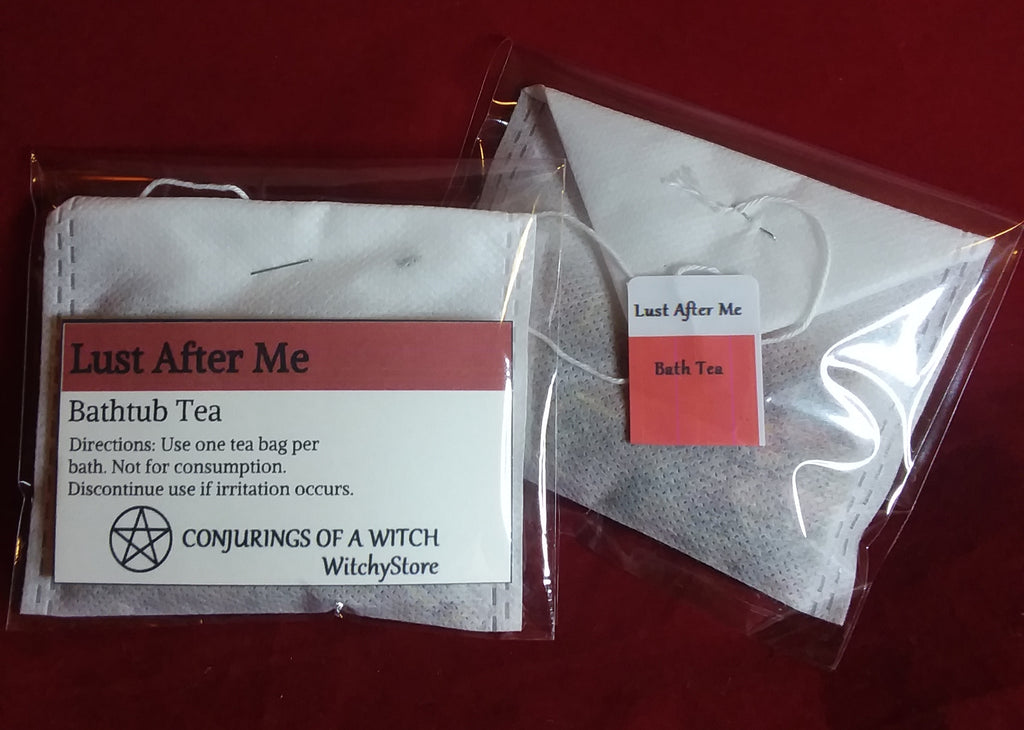 Lust After Me
Bathtub Tea
Directions: Use one tea bag per
bath. Not for consumption.
Discontinue use if irritation occurs.
CONJURINGS OF A WITCH
WitchyStore
Lust After Me
Bath Tea